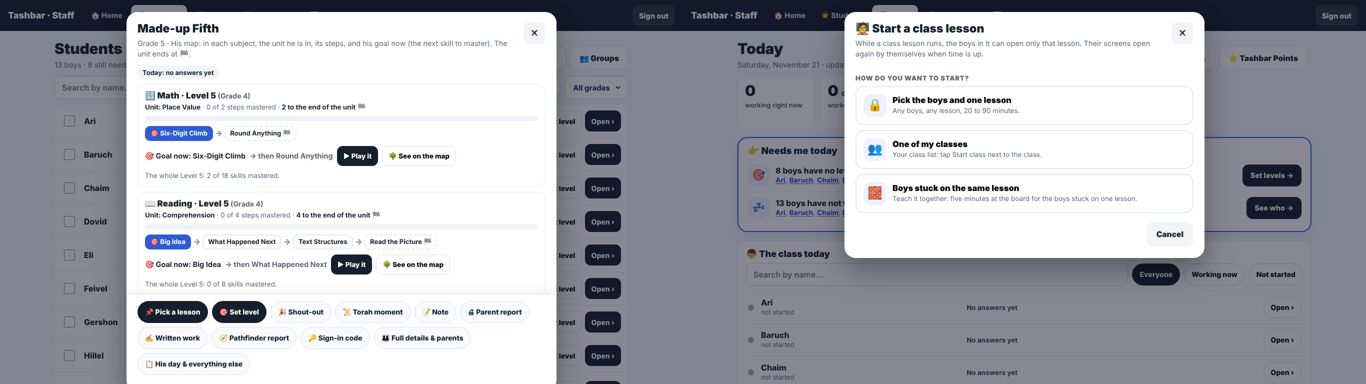 Tashbar · Staff
Home
Sign out
Students
13 boys · 8 still need
Groups
Search by name...
All grades
Ari
Open ›
Baruch
Open ›
Chaim
level
Open ›
Dovid
level
Open ›
Eli
level
Open ›
Feivel
level
Open ›
Gershon
level
Open ›
Hillel
level
Open ›
Made-up Fifth
Grade 5 · His map: in each subject, the unit he is in, its steps, and his goal now (the next skill to master). The
unit ends at 🏁.
Today: no answers yet
Math · Level 5 (Grade 4)
Unit: Place Value · 0 of 2 steps mastered · 2 to the end of the unit 🏁
🎯 Six-Digit Climb → Round Anything 🏁
🎯 Goal now: Six-Digit Climb → then Round Anything ▶ Play it See on the map
The whole Level 5: 2 of 18 skills mastered.
Reading · Level 5 (Grade 4)
Unit: Comprehension · 0 of 4 steps mastered · 4 to the end of the unit 🏁
🎯 Big Idea → What Happened Next → Text Structures → Read the Picture 🏁
🎯 Goal now: Big Idea → then What Happened Next ▶ Play it See on the map
The whole Level 5: 0 of 8 skills mastered.
Pick a lesson Set level Shout-out Torah moment Note Parent report
Written work Pathfinder report Sign-in code Full details & parents
His day & everything else
Tashbar · Staff
Home
Sign out
Today
Saturday, November 21 · upda
Tashbar Points
0
working right now
0
Needs me today
8 boys have no le
Ari, Baruch, Chaim,
Set levels →
13 boys have not
Ari, Baruch, Chaim,
See who →
The class today
Search by name...
Everyone
Working now
Not started
Ari
not started
No answers yet
Open ›
Baruch
not started
No answers yet
Open ›
Chaim
not started
No answers yet
Open ›
Start a class lesson
While a class lesson runs, the boys in it can open only that lesson. Their screens open
again by themselves when time is up.
HOW DO YOU WANT TO START?
Pick the boys and one lesson
Any boys, any lesson, 20 to 90 minutes.
One of my classes
Your class list: tap Start class next to the class.
Boys stuck on the same lesson
Teach it together: five minutes at the board for the boys stuck on one lesson.
Cancel